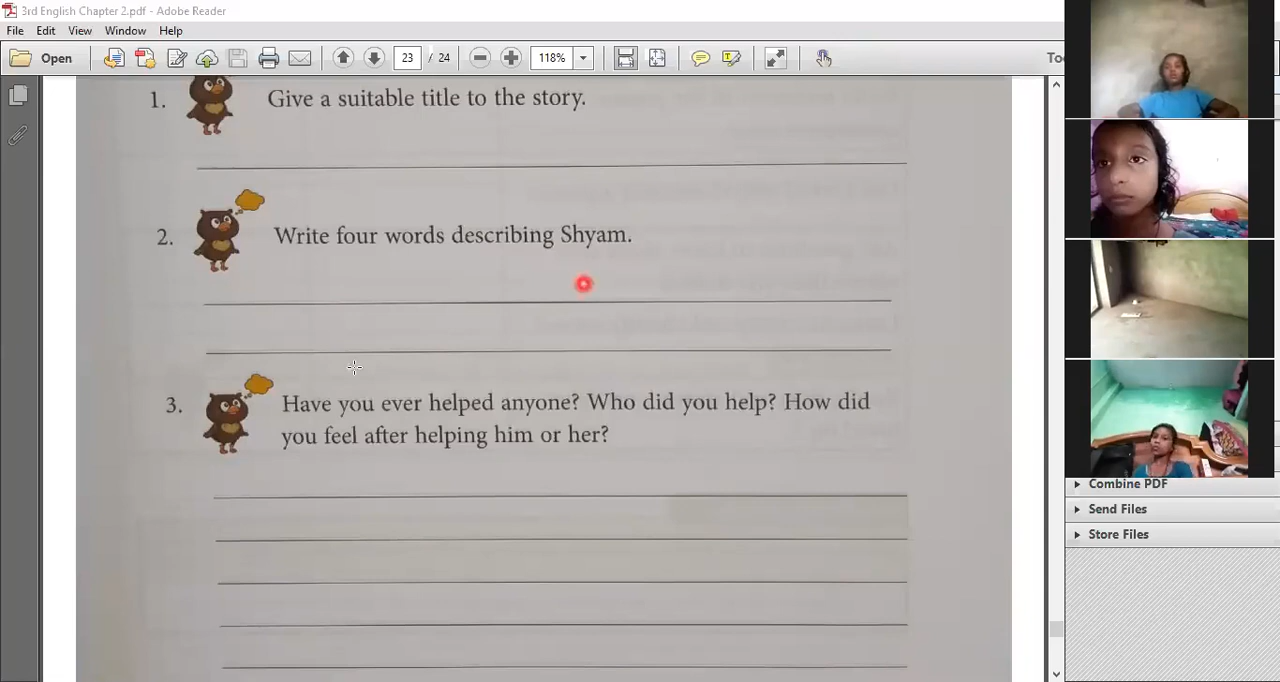 3rd English Chapter 2.pdf - Adobe Reader
File Edit View Window Help
Open 23 / 24 118% To
1. Give a suitable title to the story.
2. Write four words describing Shyam.
3. Have you ever helped anyone? Who did you help? How did
you feel after helping him or her?
Combine PDF
Send Files
Store Files